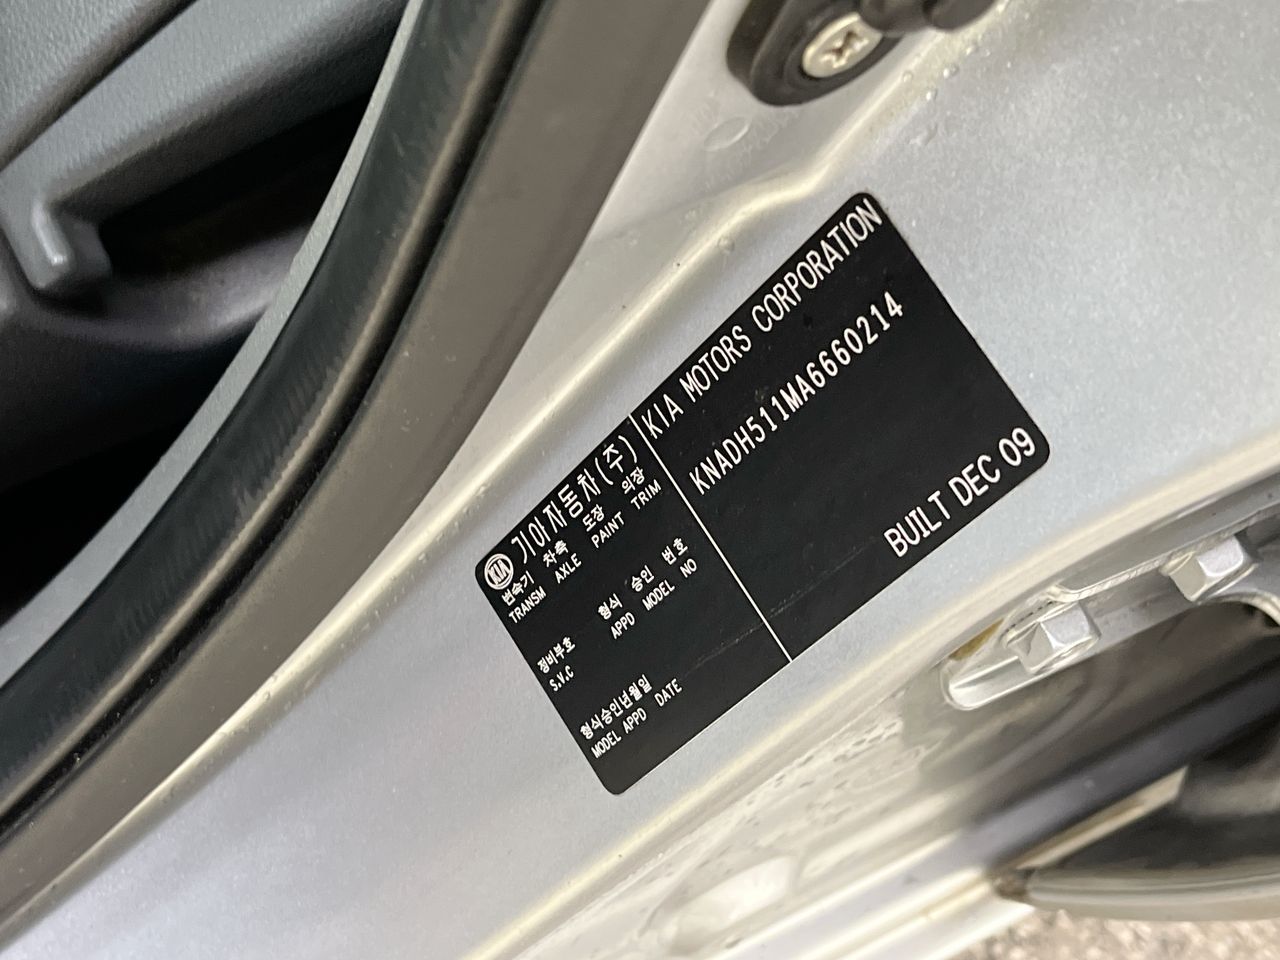 KIA 기아자동차(주)
변속기 차축 도장 의장
TRANSM AXLE PAINT TRIM
형식 승인 번호
APPD MODEL NO
정비부호
S.V.C
형식승인년월일
MODEL APPD DATE
KIA MOTORS CORPORATION
KNADH511MA6660214
BUILT DEC 09